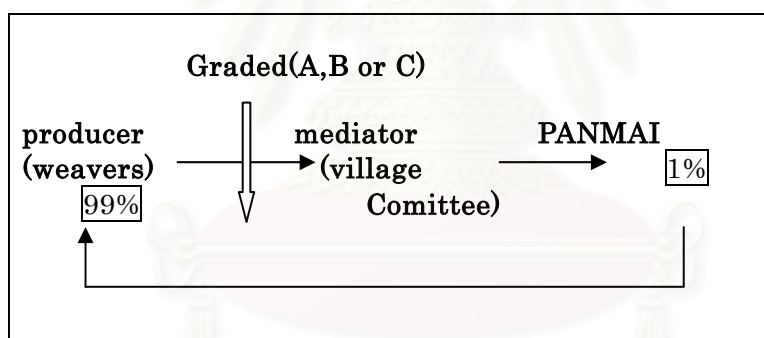 Graded(A,B or C)
producer mediator PANMAI
(weavers) (village 1%
99% Comittee)